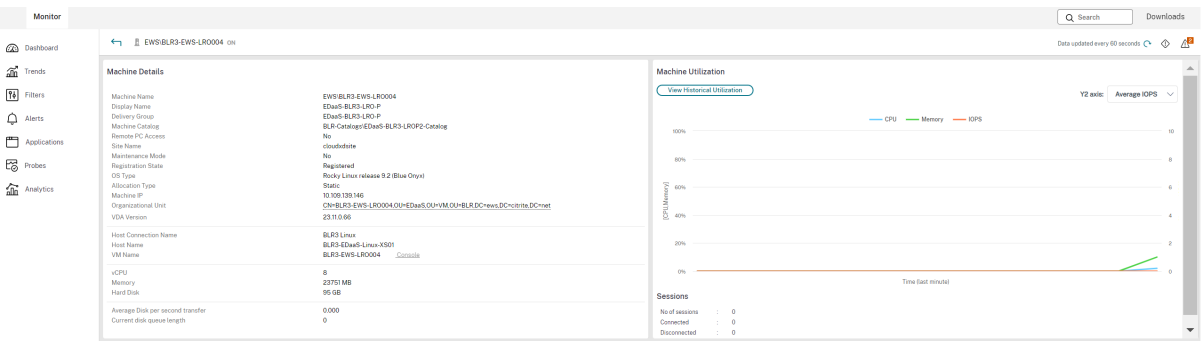 Monitor
Search
Downloads
Dashboard
Trends
Filters
Alerts
Applications
Probes
Analytics
EWS\BLR3-EWS-LRO004 ON
Data updated every 60 seconds
2
Machine Details
Machine Name EWS\BLR3-EWS-LRO004
Display Name EDaaS-BLR3-LRO-P
Delivery Group EDaaS-BLR3-LRO-P
Machine Catalog BLR-Catalogs\EDaaS-BLR3-LROP2-Catalog
Remote PC Access No
Site Name cloudxdsite
Maintenance Mode No
Registration State Registered
OS Type Rocky Linux release 9.2 (Blue Onyx)
Allocation Type Static
Machine IP 10.109.139.146
Organizational Unit CN=BLR3-EWS-LRO004,OU=EDaaS,OU=VM,OU=BLR,DC=ews,DC=citrite,DC=net
VDA Version 23.11.0.66
Host Connection Name BLR3 Linux
Host Name BLR3-EDaaS-Linux-XS01
VM Name BLR3-EWS-LRO004 Console
vCPU 8
Memory 23751 MB
Hard Disk 95 GB
Average Disk per second transfer 0.000
Current disk queue length 0
Machine Utilization
View Historical Utilization
Y2 axis: Average IOPS
CPU Memory IOPS
100% 10
80% 8
60% 6
40% 4
20% 2
0% 0
[CPU,Memory]
Time (last minute)
Sessions
No of sessions : 0
Connected : 0
Disconnected : 0